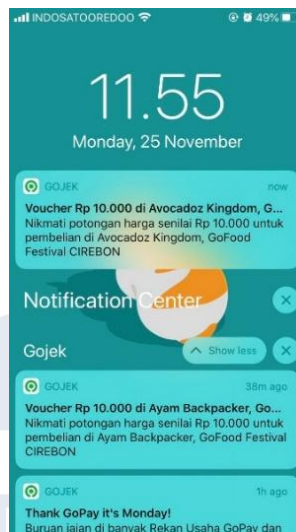 INDOSATOOREDOO
49%
11.55
Monday, 25 November
GOJEK
now
Voucher Rp 10.000 di Avocadoz Kingdom, G...
Nikmati potongan harga senilai Rp 10.000 untuk
pembelian di Avocadoz Kingdom, GoFood
Festival CIREBON
Notification Center
Gojek
Show less
GOJEK
38m ago
Voucher Rp 10.000 di Ayam Backpacker, Go...
Nikmati potongan harga senilai Rp 10.000 untuk
pembelian di Ayam Backpacker, GoFood Festival
CIREBON
GOJEK
1h ago
Thank GoPay it's Monday!
Buruan jajan di banyak Rekan Usaha GoPay dan